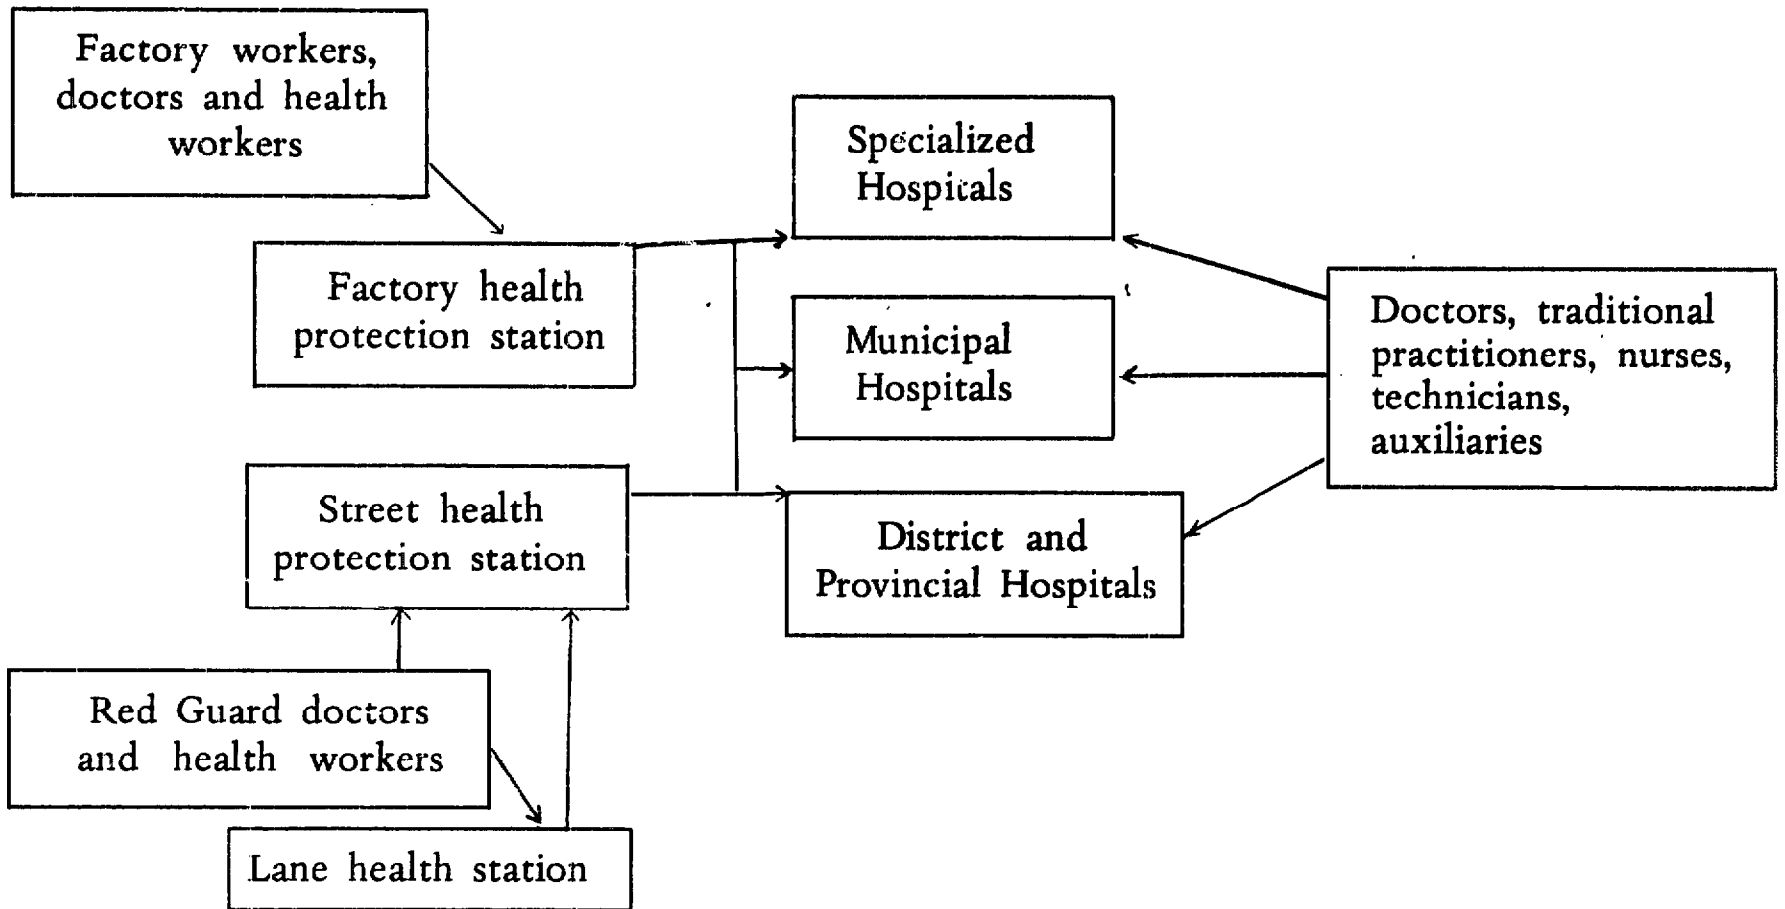 Factory workers,
doctors and health
workers
Specialized
Hospitals
Factory health
protection station
Municipal
Hospitals
Doctors, traditional
practitioners, nurses,
technicians,
auxiliaries
Street health
protection station
District and
Provincial Hospitals
Red Guard doctors
and health workers
Lane health station